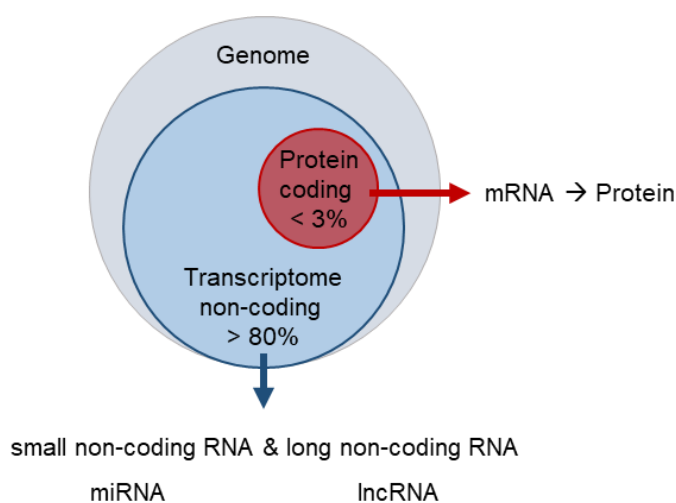 Genome
Protein
coding
< 3%
mRNA → Protein
Transcriptome
non-coding
> 80%
small non-coding RNA & long non-coding RNA
miRNA lncRNA